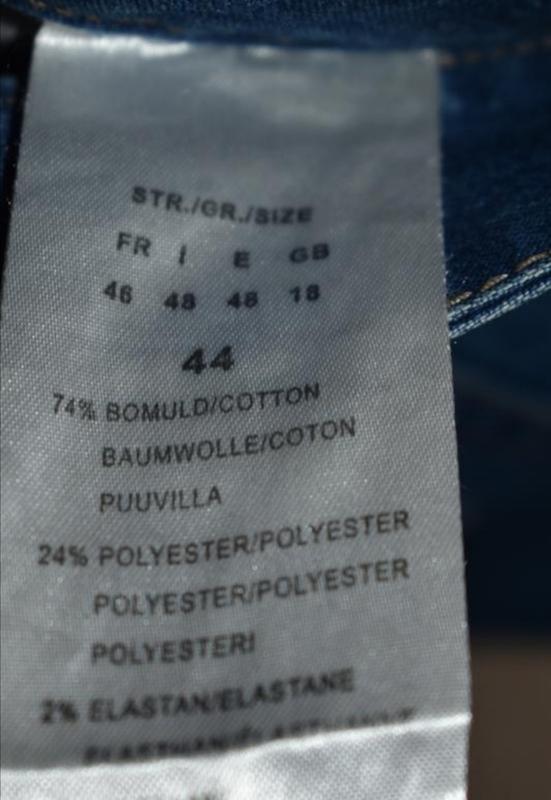 STR./GR./SIZE
FR I E GB
46 48 48 18
44
74% BOMULD/COTTON
BAUMWOLLE/COTON
PUUVILLA
24% POLYESTER/POLYESTER
POLYESTER/POLYESTER
POLYESTERI
2% ELASTAN/ELASTANE